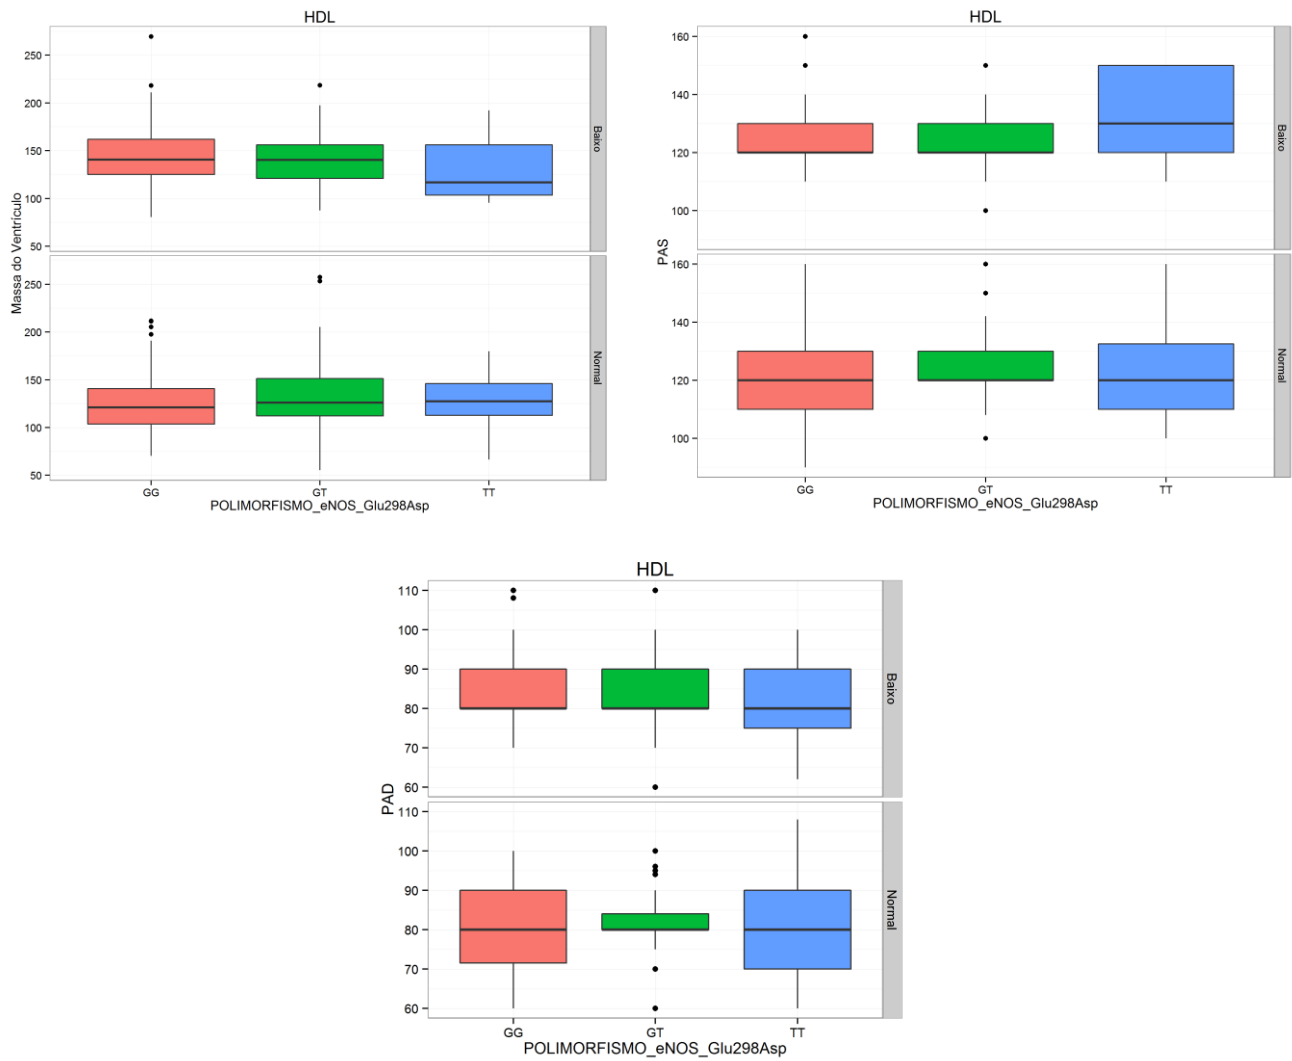 HDL
250
200
150
100
50
Baixo
Massa do Ventrículo
250
200
150
100
50
Normal
GG GT TT
POLIMORFISMO_eNOS_Glu298Asp
HDL
160
140
120
100
Baixo
PAS
160
140
120
100
Normal
GG GT TT
POLIMORFISMO_eNOS_Glu298Asp
HDL
110
100
90
80
70
60
Baixo
PAD
110
100
90
80
70
60
Normal
GG GT TT
POLIMORFISMO_eNOS_Glu298Asp